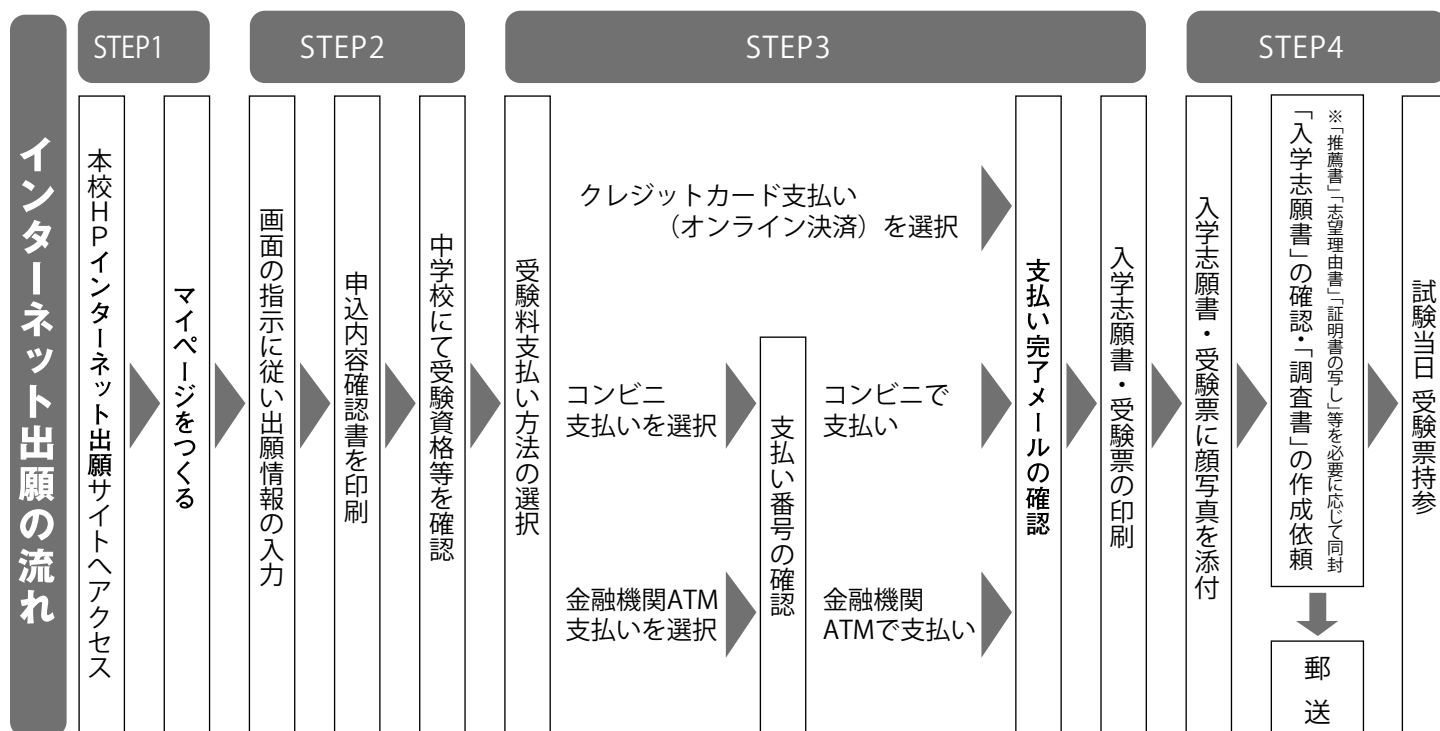 インターネット出願の流れ
STEP1
本校HPインターネット出願サイトへアクセス
マイページをつくる
STEP2
画面の指示に従い出願情報の入力
申込内容確認書を印刷
中学校にて受験資格等を確認
STEP3
受験料支払い方法の選択
クレジットカード支払い
（オンライン決済）を選択
コンビニ
支払いを選択
金融機関ATM
支払いを選択
支払い番号の確認
コンビニで
支払い
金融機関
ATMで支払い
支払い完了メールの確認
入学志願書・受験票の印刷
STEP4
入学志願書・受験票に顔写真を添付
※「推薦書」「志望理由書」「証明書の写し」等を必要に応じて同封
「入学志願書」の確認・「調査書」の作成依頼
郵送
試験当日 受験票持参